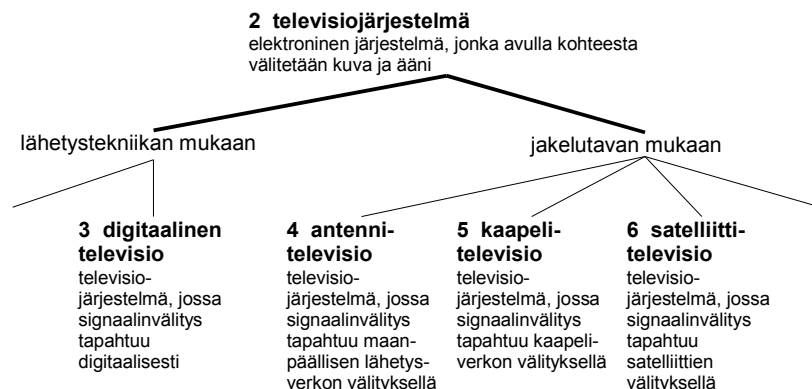 2 televisiojärjestelmä
elektroninen järjestelmä, jonka avulla kohteesta
välitetään kuva ja ääni
lähetystekniikan mukaan
jakelutavan mukaan
3 digitaalinen
televisio
televisio-
järjestelmä, jossa
signaalinvälitys
tapahtuu
digitaalisesti
4 antenni-
televisio
televisio-
järjestelmä, jossa
signaalinvälitys
tapahtuu maan-
päällisen lähetys-
verkon välityksellä
5 kaapeli-
televisio
televisio-
järjestelmä, jossa
signaalinvälitys
tapahtuu kaapeli-
verkon välityksellä
6 satelliitti-
televisio
televisio-
järjestelmä, jossa
signaalinvälitys
tapahtuu
satelliittien
välityksellä